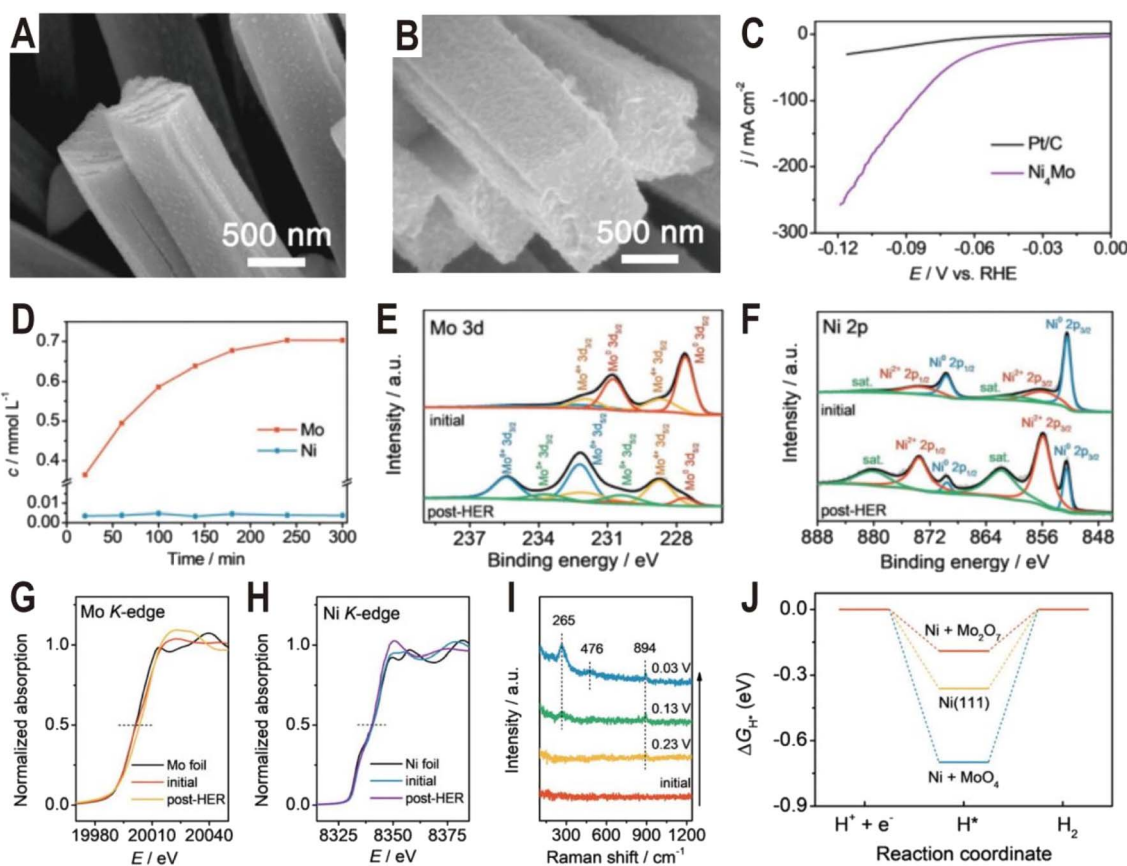 A
500 nm
B
500 nm
C
0
-100
-200
-300
j / mA cm⁻²
Pt/C
Ni₄Mo
-0.12
-0.09
-0.06
-0.03
0.00
E / V vs. RHE
D
0.7
0.6
0.5
0.4
0.01
0.00
c / mmol L⁻¹
Mo
Ni
0
50
100
150
200
250
300
Time / min
E
Mo 3d
Mo⁴⁺ 3d₃/₂
Mo⁰ 3d₃/₂
Mo⁴⁺ 3d₅/₂
Mo⁰ 3d₅/₂
initial
Mo⁶⁺ 3d₃/₂
Mo⁵⁺ 3d₃/₂
Mo⁶⁺ 3d₅/₂
Mo⁵⁺ 3d₅/₂
Mo⁴⁺ 3d₅/₂
Mo⁰ 3d₅/₂
post-HER
Intensity / a.u.
237
234
231
228
Binding energy / eV
F
Ni 2p
sat.
Ni²⁺ 2p₁/₂
Ni⁰ 2p₁/₂
sat.
Ni²⁺ 2p₃/₂
Ni⁰ 2p₃/₂
initial
sat.
Ni²⁺ 2p₁/₂
Ni⁰ 2p₁/₂
sat.
Ni²⁺ 2p₃/₂
Ni⁰ 2p₃/₂
post-HER
Intensity / a.u.
888
880
872
864
856
848
Binding energy / eV
G
Mo K-edge
1.0
0.5
0.0
Normalized absorption
Mo foil
initial
post-HER
19980
20010
20040
E / eV
H
Ni K-edge
1.0
0.5
0.0
Normalized absorption
Ni foil
initial
post-HER
8325
8350
8375
E / eV
I
265
476
894
0.03 V
0.13 V
0.23 V
initial
Intensity / a.u.
300
600
900
1200
Raman shift / cm⁻¹
J
0.0
-0.3
-0.6
-0.9
ΔG_H* (eV)
Ni + Mo₂O₇
Ni(111)
Ni + MoO₄
H⁺ + e⁻
H*
H₂
Reaction coordinate